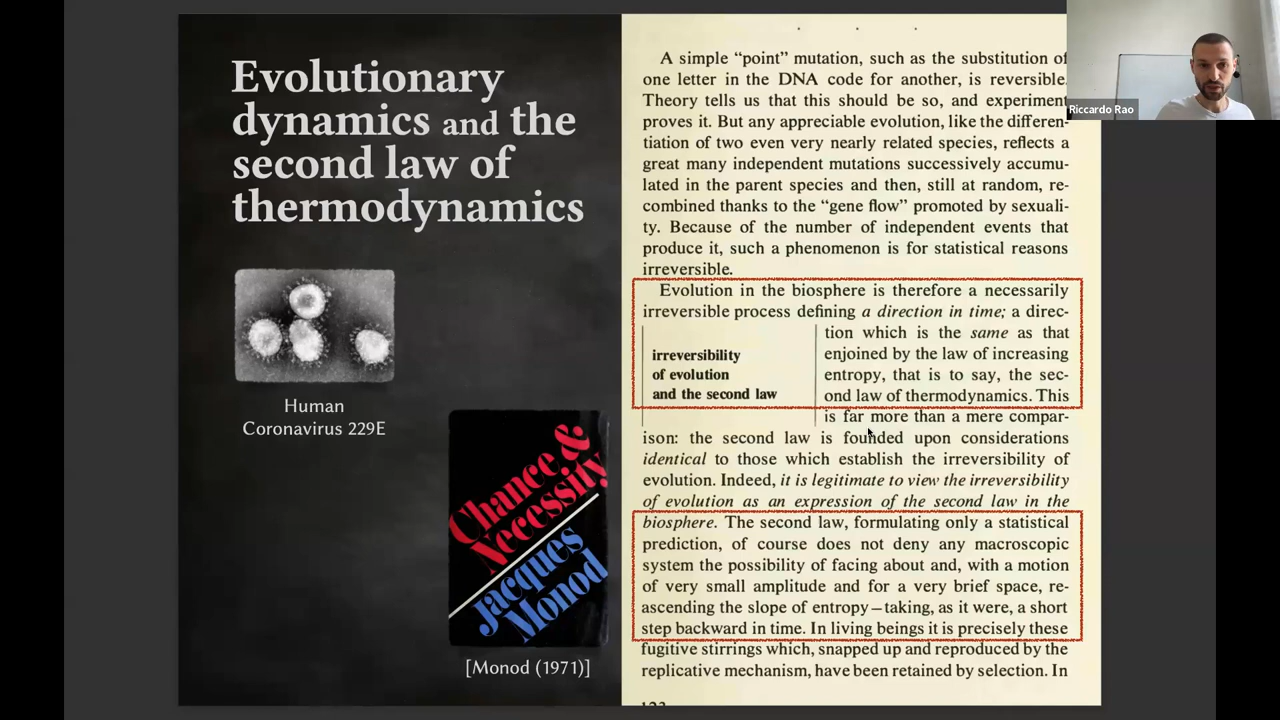 Evolutionary
dynamics and the
second law of
thermodynamics
Human
Coronavirus 229E
Chance &
Necessity
Jacques
Monod
[Monod (1971)]
A simple “point” mutation, such as the substitution of
one letter in the DNA code for another, is reversible.
Theory tells us that this should be so, and experiment
proves it. But any appreciable evolution, like the differen-
tiation of two even very nearly related species, reflects a
great many independent mutations successively accumu-
lated in the parent species and then, still at random, re-
combined thanks to the “gene flow” promoted by sexuali-
ty. Because of the number of independent events that
produce it, such a phenomenon is for statistical reasons
irreversible.
Evolution in the biosphere is therefore a necessarily
irreversible process defining a direction in time; a direc-
tion which is the same as that
enjoined by the law of increasing
entropy, that is to say, the sec-
ond law of thermodynamics. This
is far more than a mere compar-
irreversibility
of evolution
and the second law
ison: the second law is founded upon considerations
identical to those which establish the irreversibility of
evolution. Indeed, it is legitimate to view the irreversibility
of evolution as an expression of the second law in the
biosphere. The second law, formulating only a statistical
prediction, of course does not deny any macroscopic
system the possibility of facing about and, with a motion
of very small amplitude and for a very brief space, re-
ascending the slope of entropy—taking, as it were, a short
step backward in time. In living beings it is precisely these
fugitive stirrings which, snapped up and reproduced by the
replicative mechanism, have been retained by selection. In
Riccardo Rao